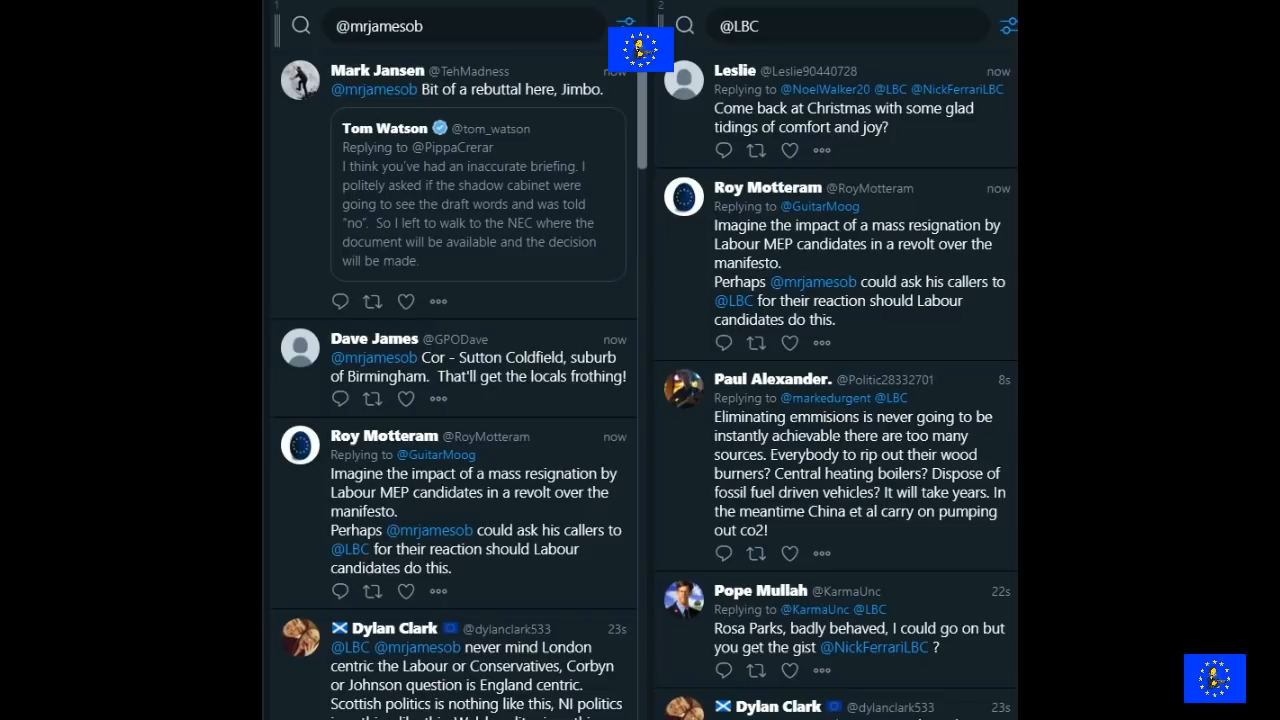 1
@mrjamesob
Mark Jansen @TehMadness now
@mrjamesob Bit of a rebuttal here, Jimbo.
Tom Watson @tom_watson
Replying to @PippaCrerar
I think you've had an inaccurate briefing. I
politely asked if the shadow cabinet were
going to see the draft words and was told
"no". So I left to walk to the NEC where the
document will be available and the decision
will be made.
Dave James @GPODave now
@mrjamesob Cor - Sutton Coldfield, suburb
of Birmingham. That'll get the locals frothing!
Roy Motteram @RoyMotteram now
Replying to @GuitarMoog
Imagine the impact of a mass resignation by
Labour MEP candidates in a revolt over the
manifesto.
Perhaps @mrjamesob could ask his callers to
@LBC for their reaction should Labour
candidates do this.
Dylan Clark @dylanclark533 23s
@LBC @mrjamesob never mind London
centric the Labour or Conservatives, Corbyn
or Johnson question is England centric.
Scottish politics is nothing like this, NI politics
2
@LBC
Leslie @Leslie90440728 now
Replying to @NoelWalker20 @LBC @NickFerrariLBC
Come back at Christmas with some glad
tidings of comfort and joy?
Roy Motteram @RoyMotteram now
Replying to @GuitarMoog
Imagine the impact of a mass resignation by
Labour MEP candidates in a revolt over the
manifesto.
Perhaps @mrjamesob could ask his callers to
@LBC for their reaction should Labour
candidates do this.
Paul Alexander. @Politic28332701 8s
Replying to @markedurgent @LBC
Eliminating emmisions is never going to be
instantly achievable there are too many
sources. Everybody to rip out their wood
burners? Central heating boilers? Dispose of
fossil fuel driven vehicles? It will take years. In
the meantime China et al carry on pumping
out co2!
Pope Mullah @KarmaUnc 22s
Replying to @KarmaUnc @LBC
Rosa Parks, badly behaved, I could go on but
you get the gist @NickFerrariLBC ?
Dylan Clark @dylanclark533 23s